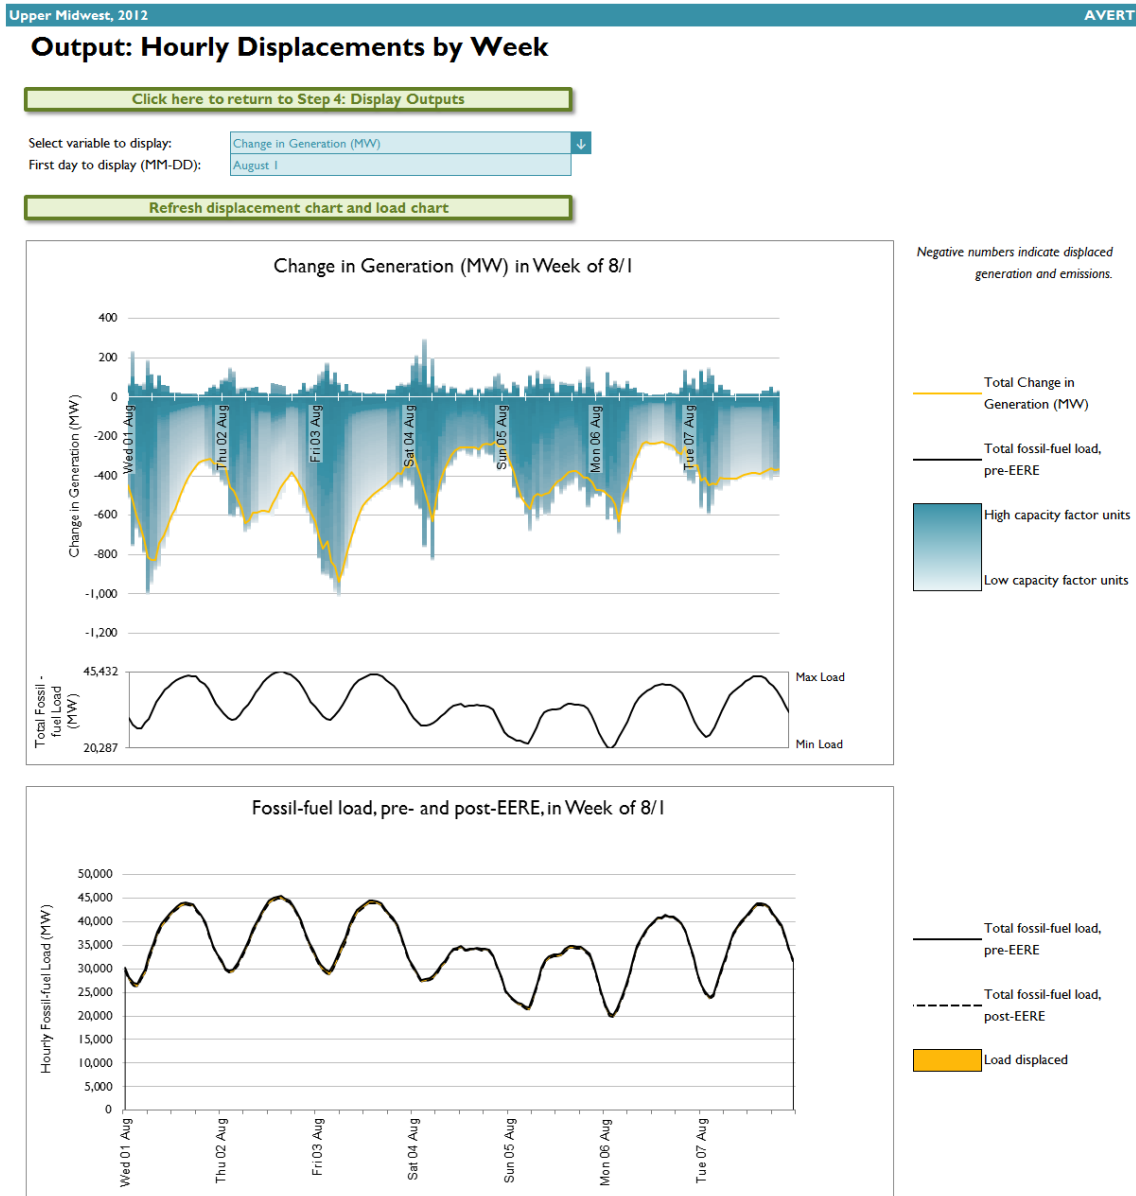 Upper Midwest, 2012
AVERT
Output: Hourly Displacements by Week
Click here to return to Step 4: Display Outputs
Select variable to display:
Change in Generation (MW)
First day to display (MM-DD):
August 1
Refresh displacement chart and load chart
Negative numbers indicate displaced
generation and emissions.
Change in Generation (MW) in Week of 8/1
Change in Generation (MW)
400
200
0
-200
-400
-600
-800
-1,000
-1,200
Wed 01 Aug
Thu 02 Aug
Fri 03 Aug
Sat 04 Aug
Sun 05 Aug
Mon 06 Aug
Tue 07 Aug
Total Change in
Generation (MW)
Total fossil-fuel load,
pre-EERE
High capacity factor units
Low capacity factor units
Total Fossil -
fuel Load
(MW)
45,432
20,287
Max Load
Min Load
Fossil-fuel load, pre- and post-EERE, in Week of 8/1
Hourly Fossil-fuel Load (MW)
50,000
45,000
40,000
35,000
30,000
25,000
20,000
15,000
10,000
5,000
0
Wed 01 Aug
Thu 02 Aug
Fri 03 Aug
Sat 04 Aug
Sun 05 Aug
Mon 06 Aug
Tue 07 Aug
Total fossil-fuel load,
pre-EERE
Total fossil-fuel load,
post-EERE
Load displaced